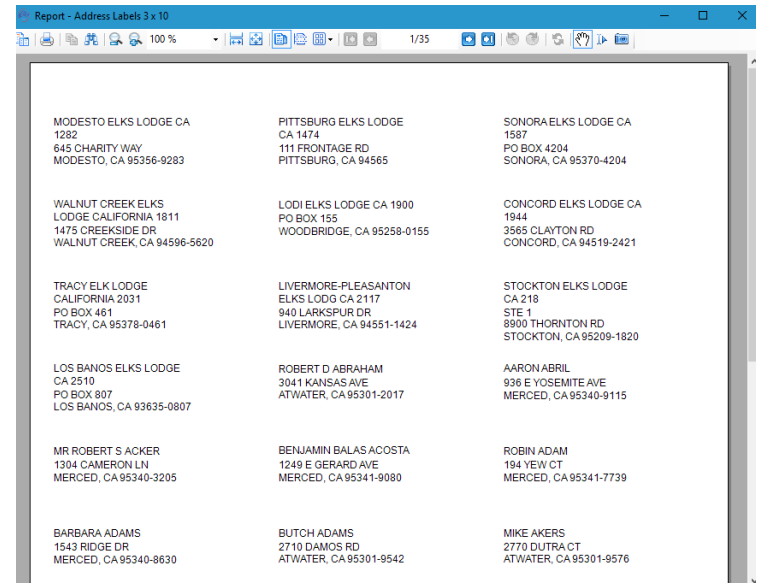 Report - Address Labels 3 x 10
100 %
1/35
MODESTO ELKS LODGE CA
1282
645 CHARITY WAY
MODESTO, CA 95356-9283
PITTSBURG ELKS LODGE
CA 1474
111 FRONTAGE RD
PITTSBURG, CA 94565
SONORA ELKS LODGE CA
1587
PO BOX 4204
SONORA, CA 95370-4204
WALNUT CREEK ELKS
LODGE CALIFORNIA 1811
1475 CREEKSIDE DR
WALNUT CREEK, CA 94596-5620
LODI ELKS LODGE CA 1900
PO BOX 155
WOODBRIDGE, CA 95258-0155
CONCORD ELKS LODGE CA
1944
3565 CLAYTON RD
CONCORD, CA 94519-2421
TRACY ELK LODGE
CALIFORNIA 2031
PO BOX 461
TRACY, CA 95378-0461
LIVERMORE-PLEASANTON
ELKS LODG CA 2117
940 LARKSPUR DR
LIVERMORE, CA 94551-1424
STOCKTON ELKS LODGE
CA 218
STE 1
8900 THORNTON RD
STOCKTON, CA 95209-1820
LOS BANOS ELKS LODGE
CA 2510
PO BOX 807
LOS BANOS, CA 93635-0807
ROBERT D ABRAHAM
3041 KANSAS AVE
ATWATER, CA 95301-2017
AARON ABRIL
936 E YOSEMITE AVE
MERCED, CA 95340-9115
MR ROBERT S ACKER
1304 CAMERON LN
MERCED, CA 95340-3205
BENJAMIN BALAS ACOSTA
1249 E GERARD AVE
MERCED, CA 95341-9080
ROBIN ADAM
194 YEW CT
MERCED, CA 95341-7739
BARBARA ADAMS
1543 RIDGE DR
MERCED, CA 95340-8630
BUTCH ADAMS
2710 DAMOS RD
ATWATER, CA 95301-9542
MIKE AKERS
2770 DUTRA CT
ATWATER, CA 95301-9576